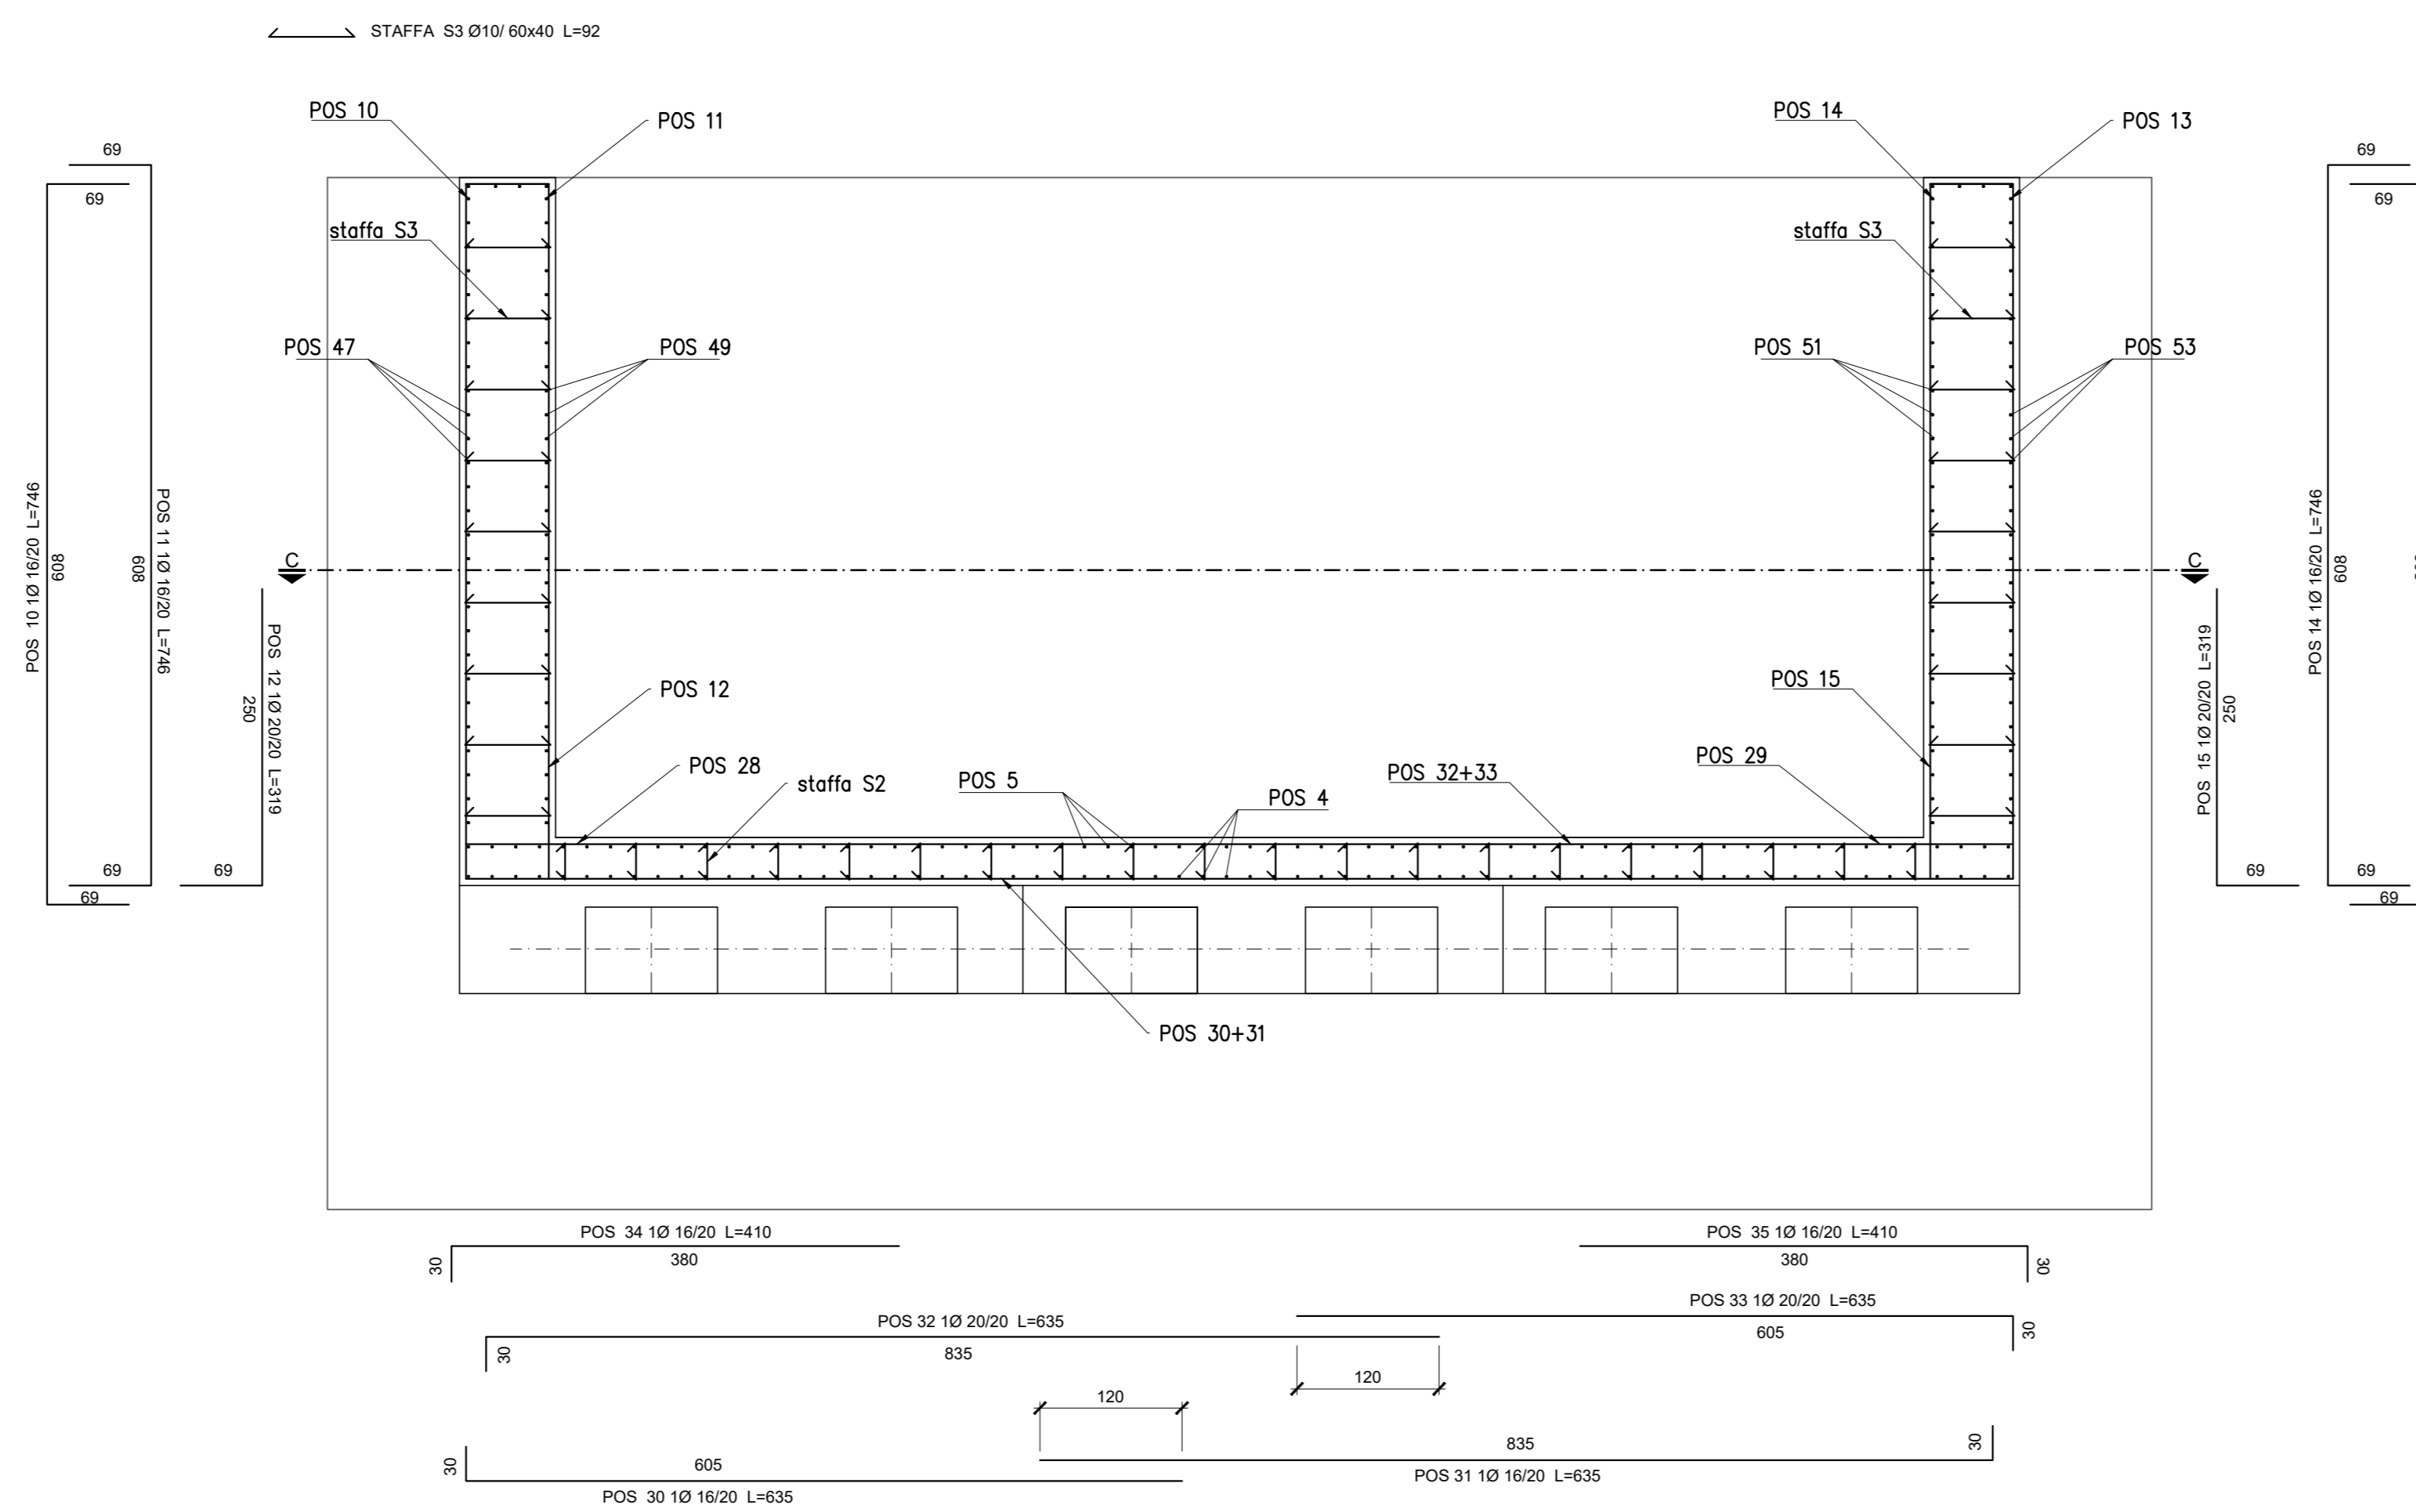 STAFFA S3 Ø10/ 60x40 L=92
POS 10
POS 11
POS 14
POS 13
69
69
69
69
staffa S3
staffa S3
POS 47
POS 49
POS 51
POS 53
POS 10 1Ø 16/20 L=746
608
608
POS 11 1Ø 16/20 L=746
C
C
POS 14 1Ø 16/20 L=746
608
250
POS 12 1Ø 20/20 L=319
POS 15 1Ø 20/20 L=319
250
POS 12
POS 15
POS 28
staffa S2
POS 5
POS 4
POS 32+33
POS 29
69
69
69
69
69
69
POS 30+31
POS 34 1Ø 16/20 L=410
380
30
POS 35 1Ø 16/20 L=410
380
30
POS 32 1Ø 20/20 L=635
835
30
POS 33 1Ø 20/20 L=635
605
30
120
120
605
30
POS 30 1Ø 16/20 L=635
835
30
POS 31 1Ø 16/20 L=635